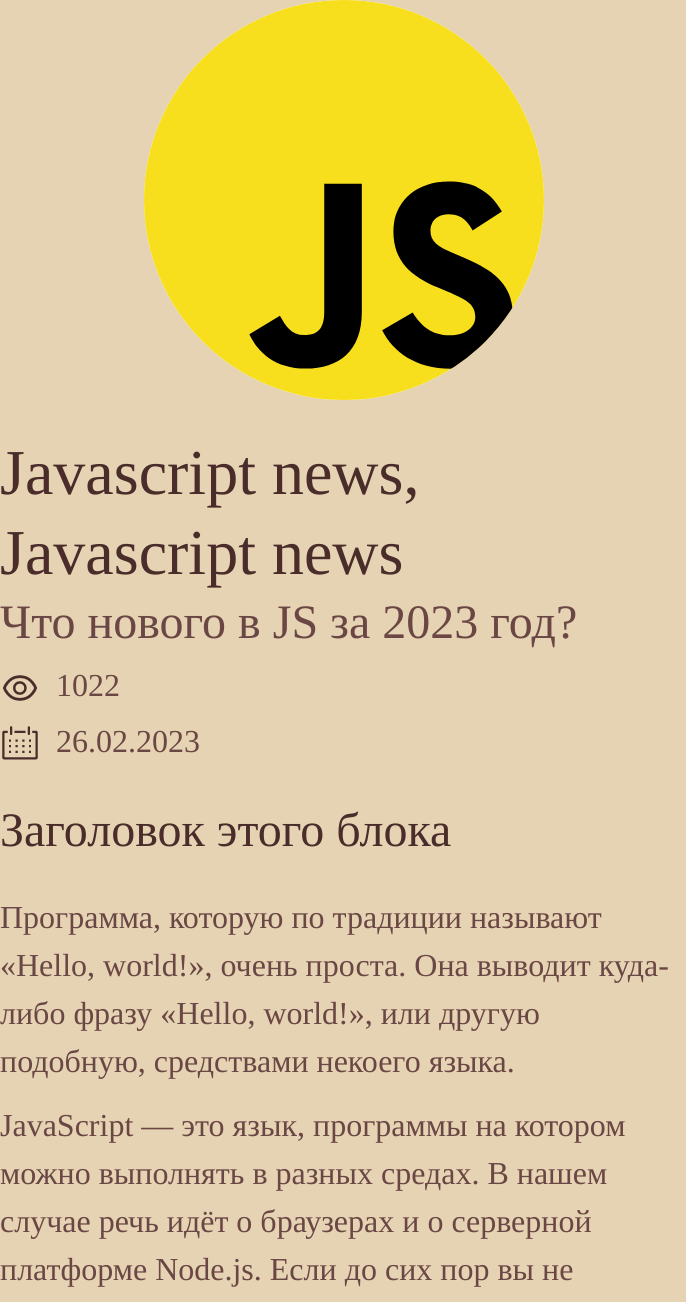 JS
Javascript news,
Javascript news
Что нового в JS за 2023 год?
1022
26.02.2023
Заголовок этого блока
Программа, которую по традиции называют
«Hello, world!», очень проста. Она выводит куда-
либо фразу «Hello, world!», или другую
подобную, средствами некоего языка.
JavaScript — это язык, программы на котором
можно выполнять в разных средах. В нашем
случае речь идёт о браузерах и о серверной
платформе Node.js. Если до сих пор вы не